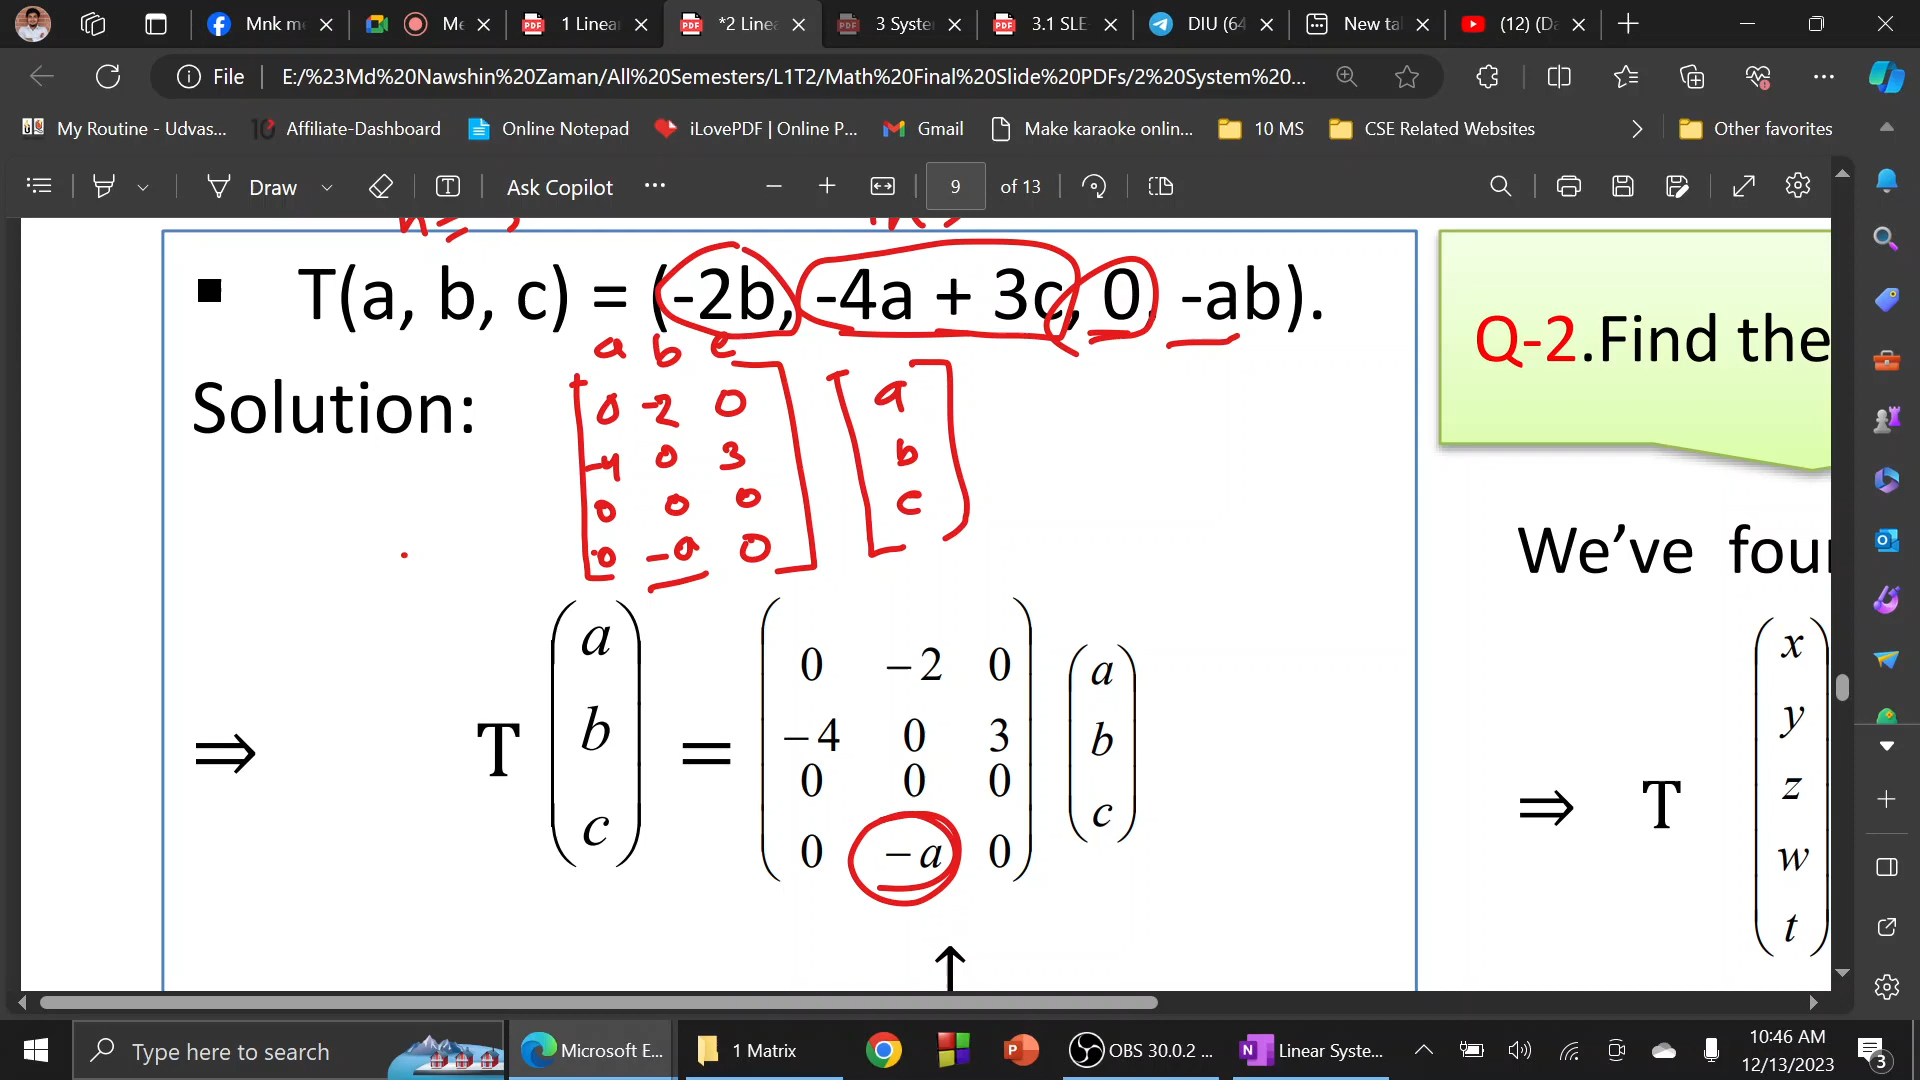 Mnk me
Me
1 Linear
*2 Linea
3 Syste
3.1 SLE
DIU (64
New ta
(12) (Da
File
E:/%23Md%20Nawshin%20Zaman/All%20Semesters/L1T2/Math%20Final%20Slide%20PDFs/2%20System%20...
My Routine - Udvas...
Affiliate-Dashboard
Online Notepad
iLovePDF | Online P...
Gmail
Make karaoke onlin...
10 MS
CSE Related Websites
Other favorites
Draw
Ask Copilot
9
of 13
T(a, b, c) = (-2b, -4a + 3c, 0, -ab).
a b c
Solution:
0 -2 0 a
-4 0 3 b
0 0 0 c
0 -a 0
⇒ T (a b c) = 
0 -2 0
-4 0 3
0 0 0
0 -a 0
a
b
c
↑
Q-2.Find the
We've four
⇒ T
x
y
z
w
t
Type here to search
Microsoft E...
1 Matrix
OBS 30.0.2 ...
Linear Syste...
10:46 AM
12/13/2023
3